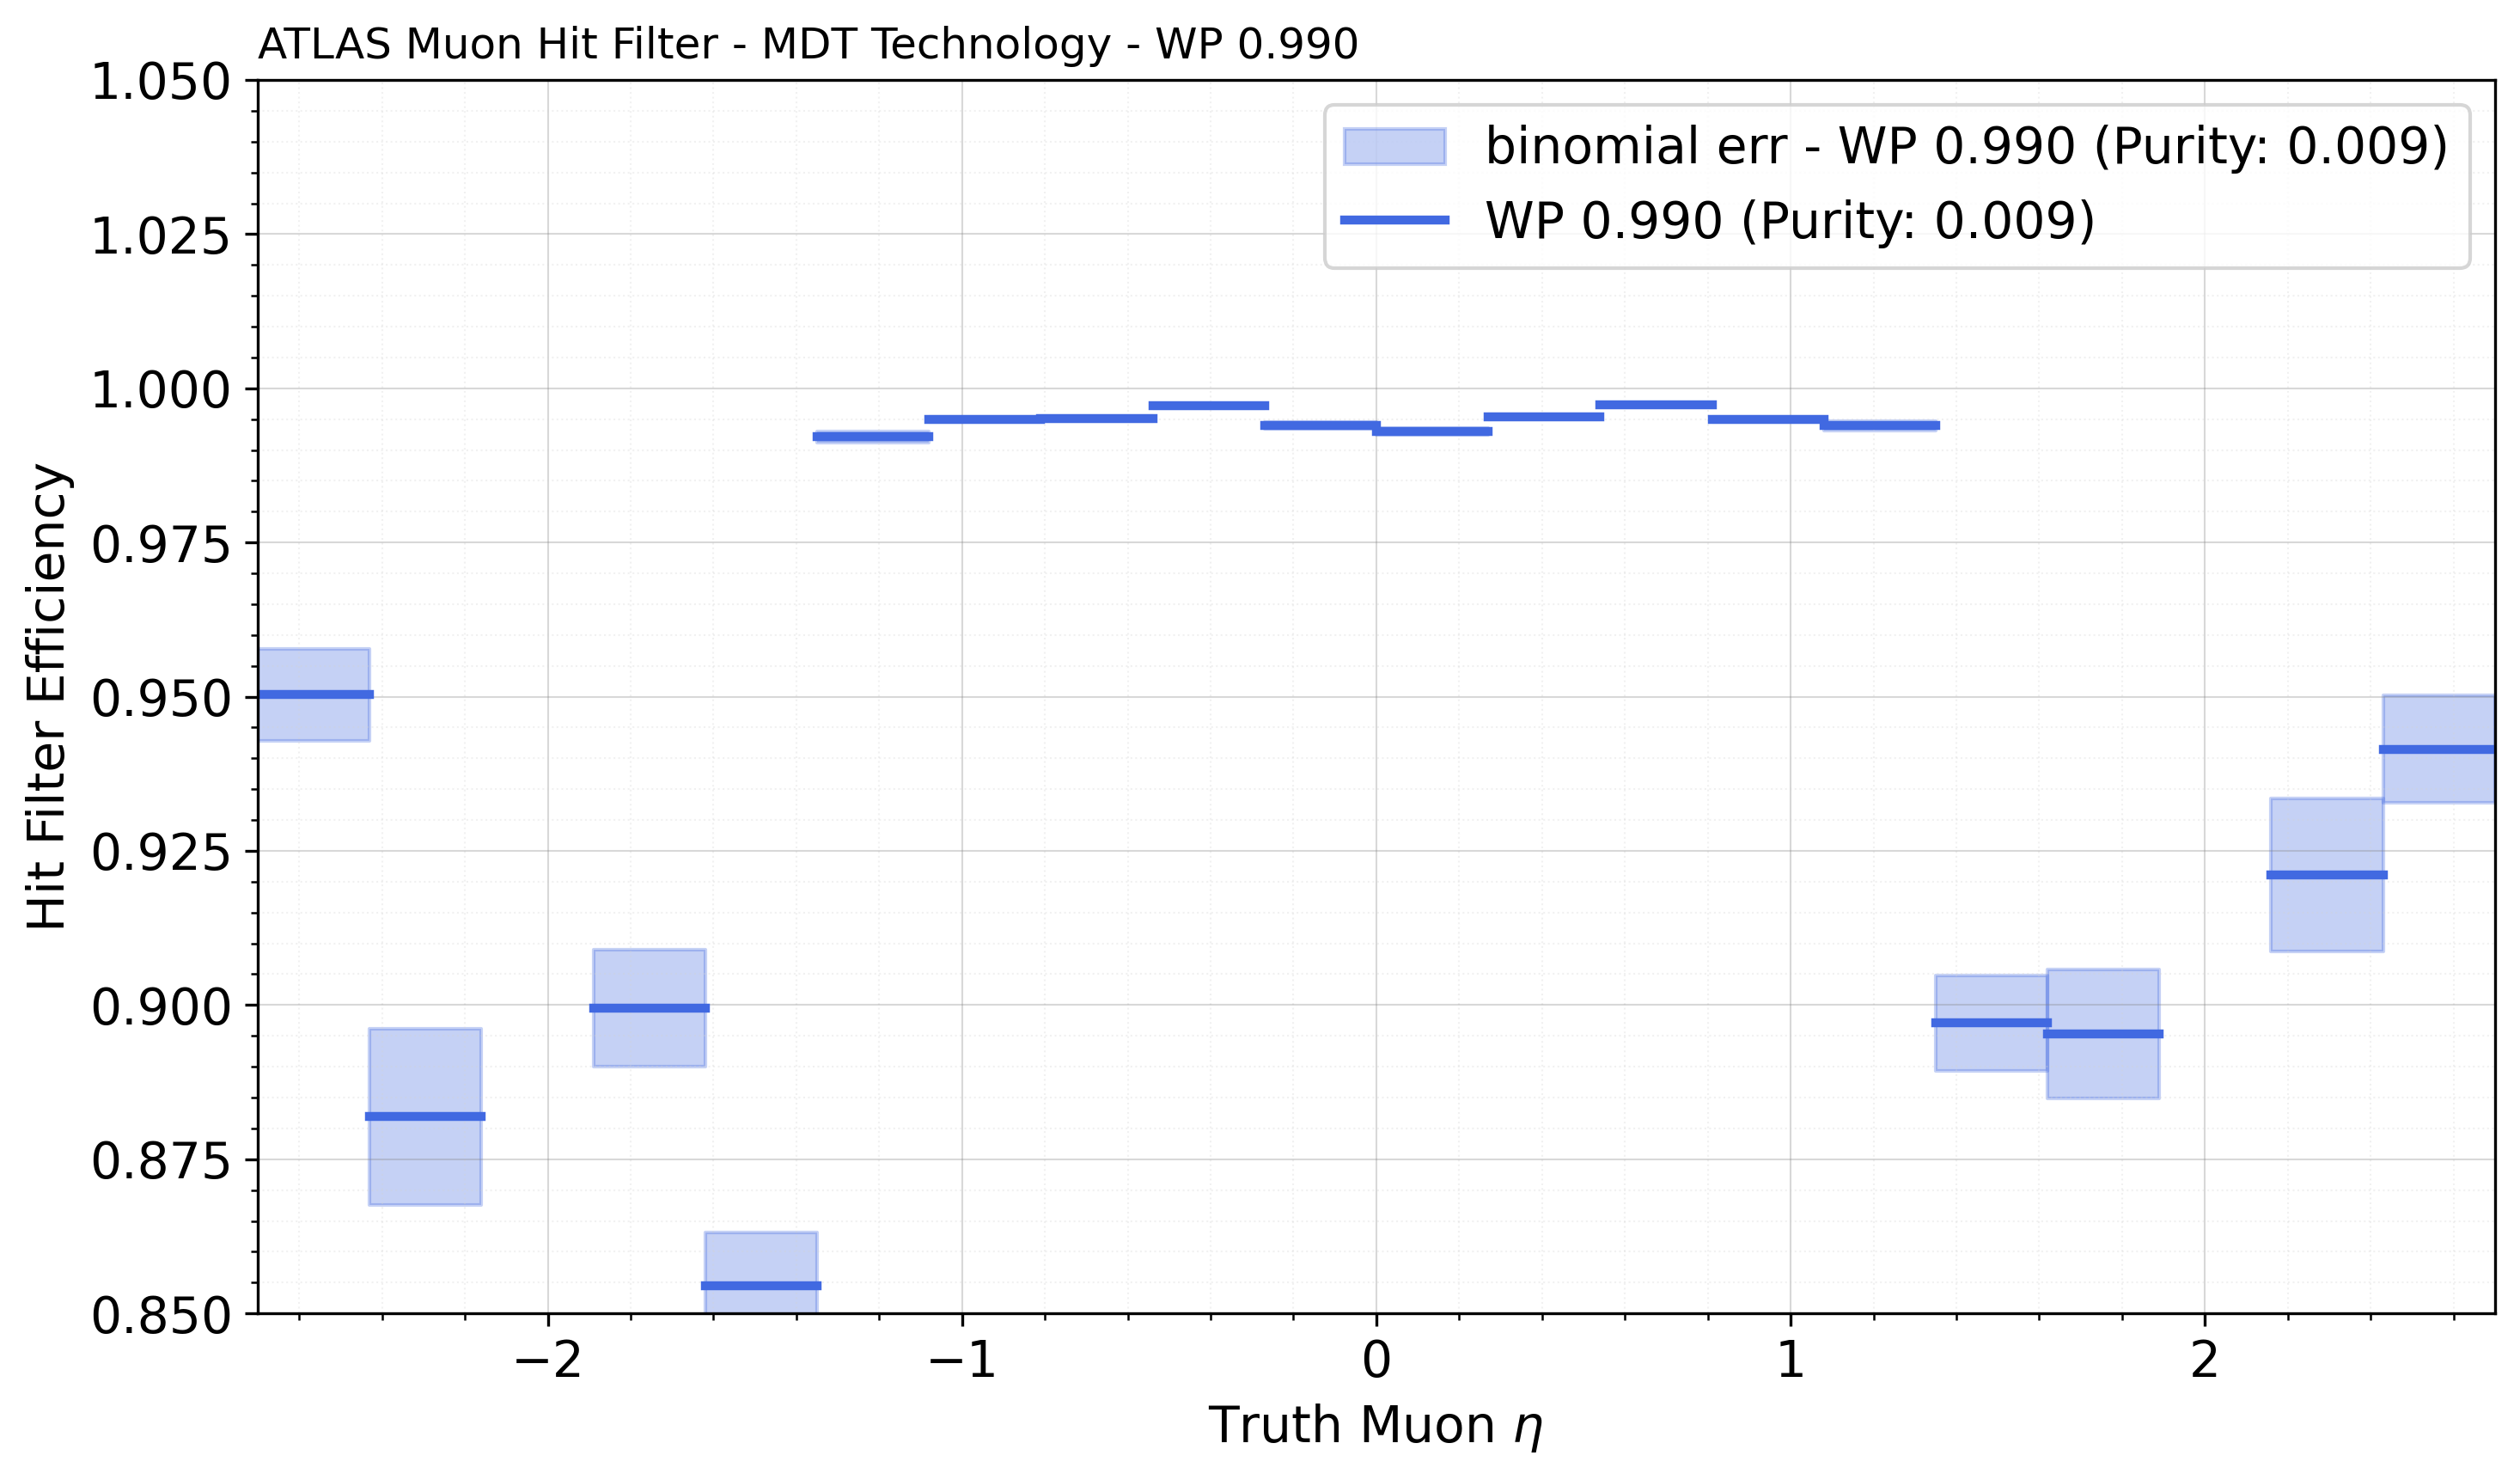 ATLAS Muon Hit Filter - MDT Technology - WP 0.990
binomial err - WP 0.990 (Purity: 0.009)
WP 0.990 (Purity: 0.009)
Hit Filter Efficiency
1.050
1.025
1.000
0.975
0.950
0.925
0.900
0.875
0.850
−2 −1 0 1 2
Truth Muon η